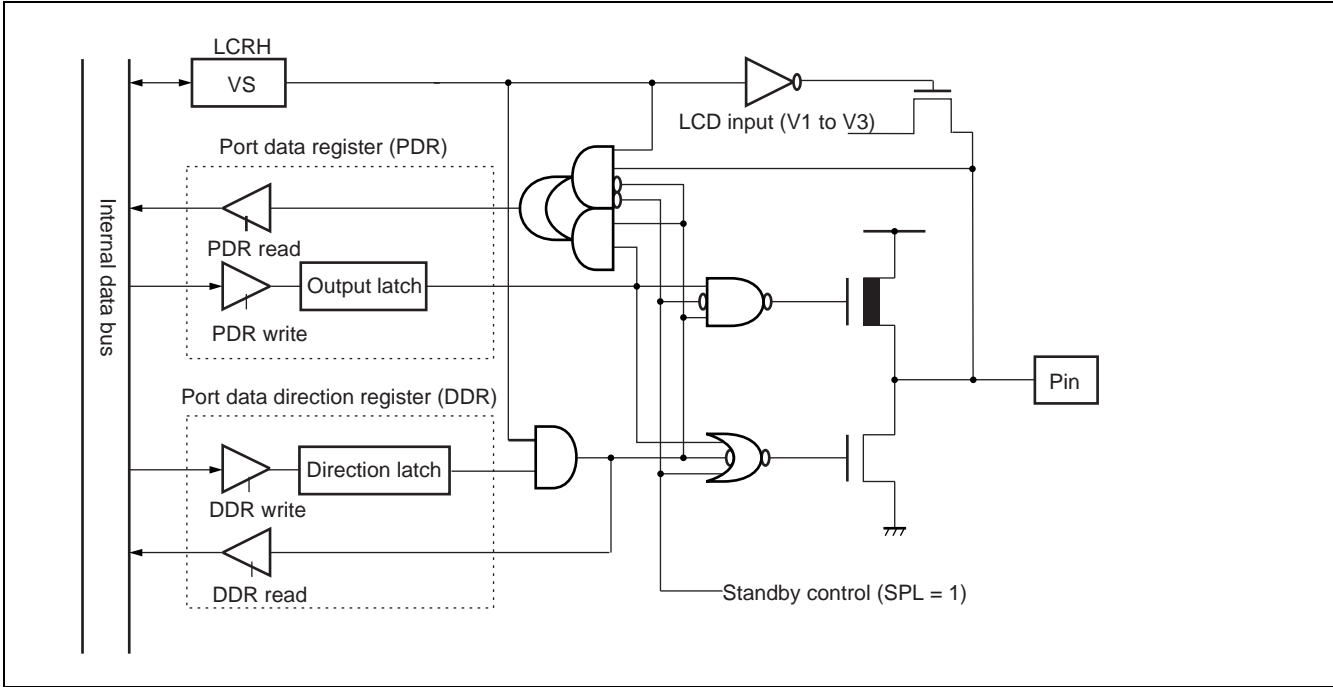 LCRH
VS
LCD input (V1 to V3)
Port data register (PDR)
PDR read
Output latch
PDR write
Internal data bus
Pin
Port data direction register (DDR)
Direction latch
DDR write
DDR read
Standby control (SPL = 1)